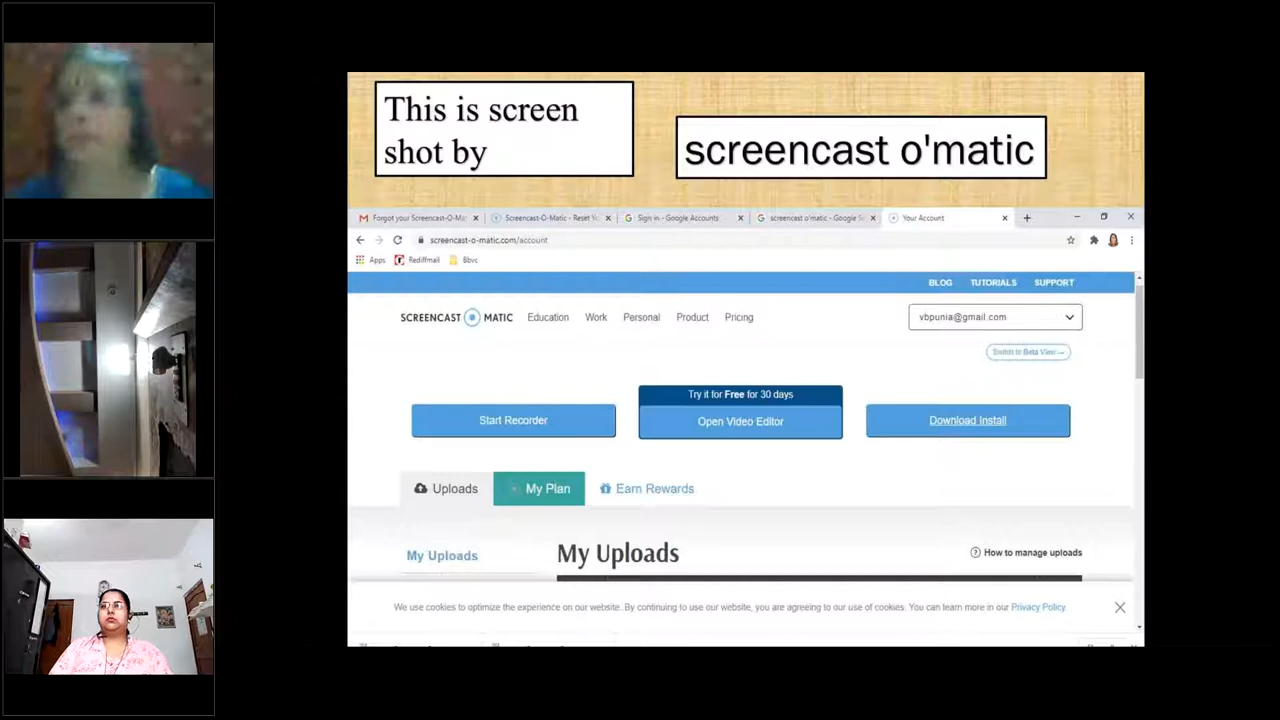 This is screen
shot by
screencast o'matic
Forgot your Screencast-O-Ma
Screencast-O-Matic - Reset Y
Sign in - Google Accounts
screencast o'matic - Google S
Your Account
screencast-o-matic.com/account
Apps Rediffmail Bbvc
BLOG TUTORIALS SUPPORT
SCREENCAST MATIC Education Work Personal Product Pricing
vbpunia@gmail.com
Switch to Beta View
Try it for Free for 30 days
Start Recorder
Open Video Editor
Download Install
Uploads
My Plan
Earn Rewards
My Uploads
My Uploads
How to manage uploads
We use cookies to optimize the experience on our website. By continuing to use our website, you are agreeing to our use of cookies. You can learn more in our Privacy Policy.